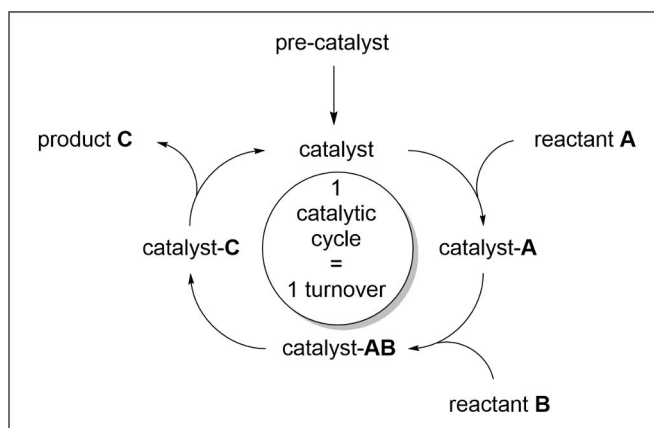 pre-catalyst
product C
catalyst
reactant A
1
catalytic
cycle
=
1 turnover
catalyst-C
catalyst-A
catalyst-AB
reactant B